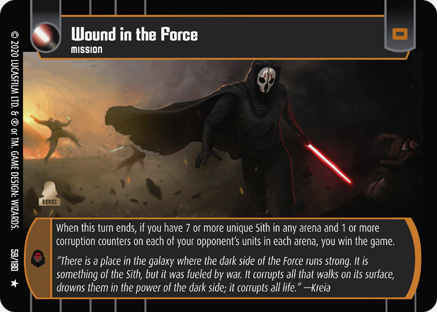 Wound in the Force
MISSION
© 2020 LUCASFILM LTD. & ® or TM. GAME DESIGN: WIZARDS.
59/180 ★
IDC
When this turn ends, if you have 7 or more unique Sith in any arena and 1 or more
corruption counters on each of your opponent's units in each arena, you win the game.
"There is a place in the galaxy where the dark side of the Force runs strong. It is
something of the Sith, but it was fueled by war. It corrupts all that walks on its surface,
drowns them in the power of the dark side; it corrupts all life." —Kreia